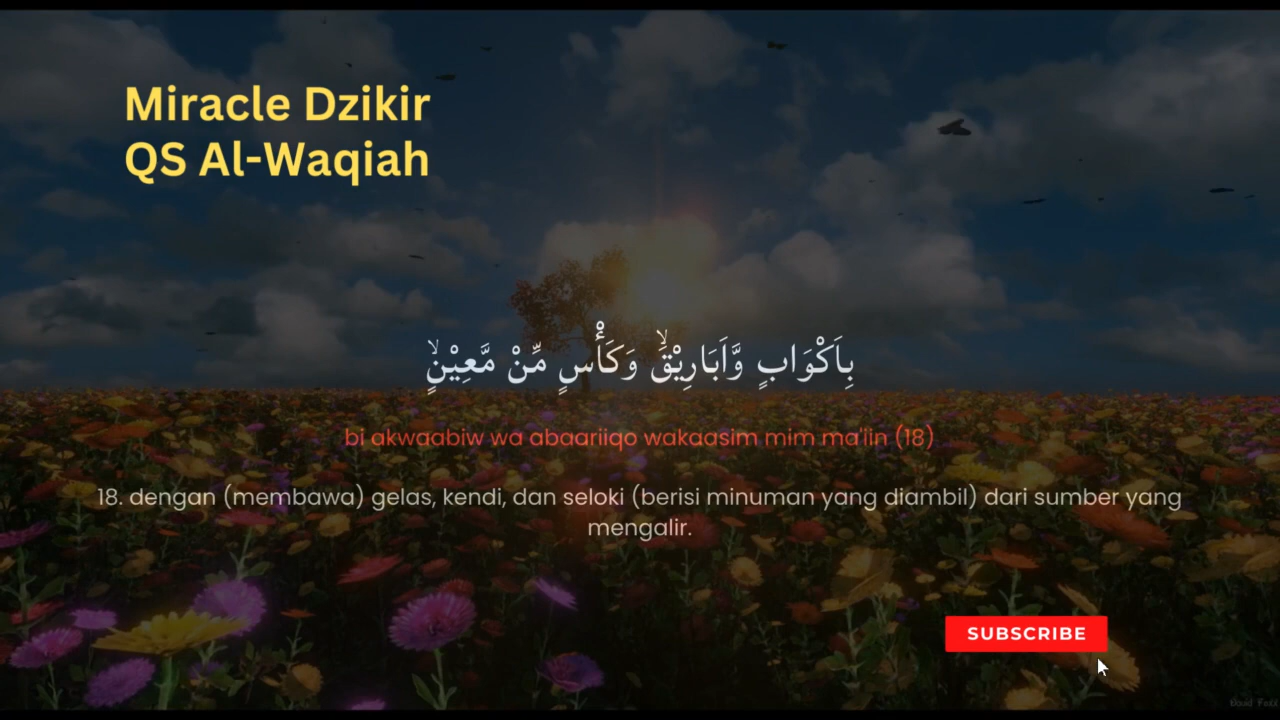 Miracle Dzikir
QS Al-Waqiah
بِاَكْوَابٍ وَّاَبَارِيْقَۙ وَكَأْسٍ مِّنْ مَّعِيْنٍۙ
bi akwaabiw wa abaariiqo wakaasim mim ma'iin (18)
18. dengan (membawa) gelas, kendi, dan seloki (berisi minuman yang diambil) dari sumber yang
mengalir.
SUBSCRIBE